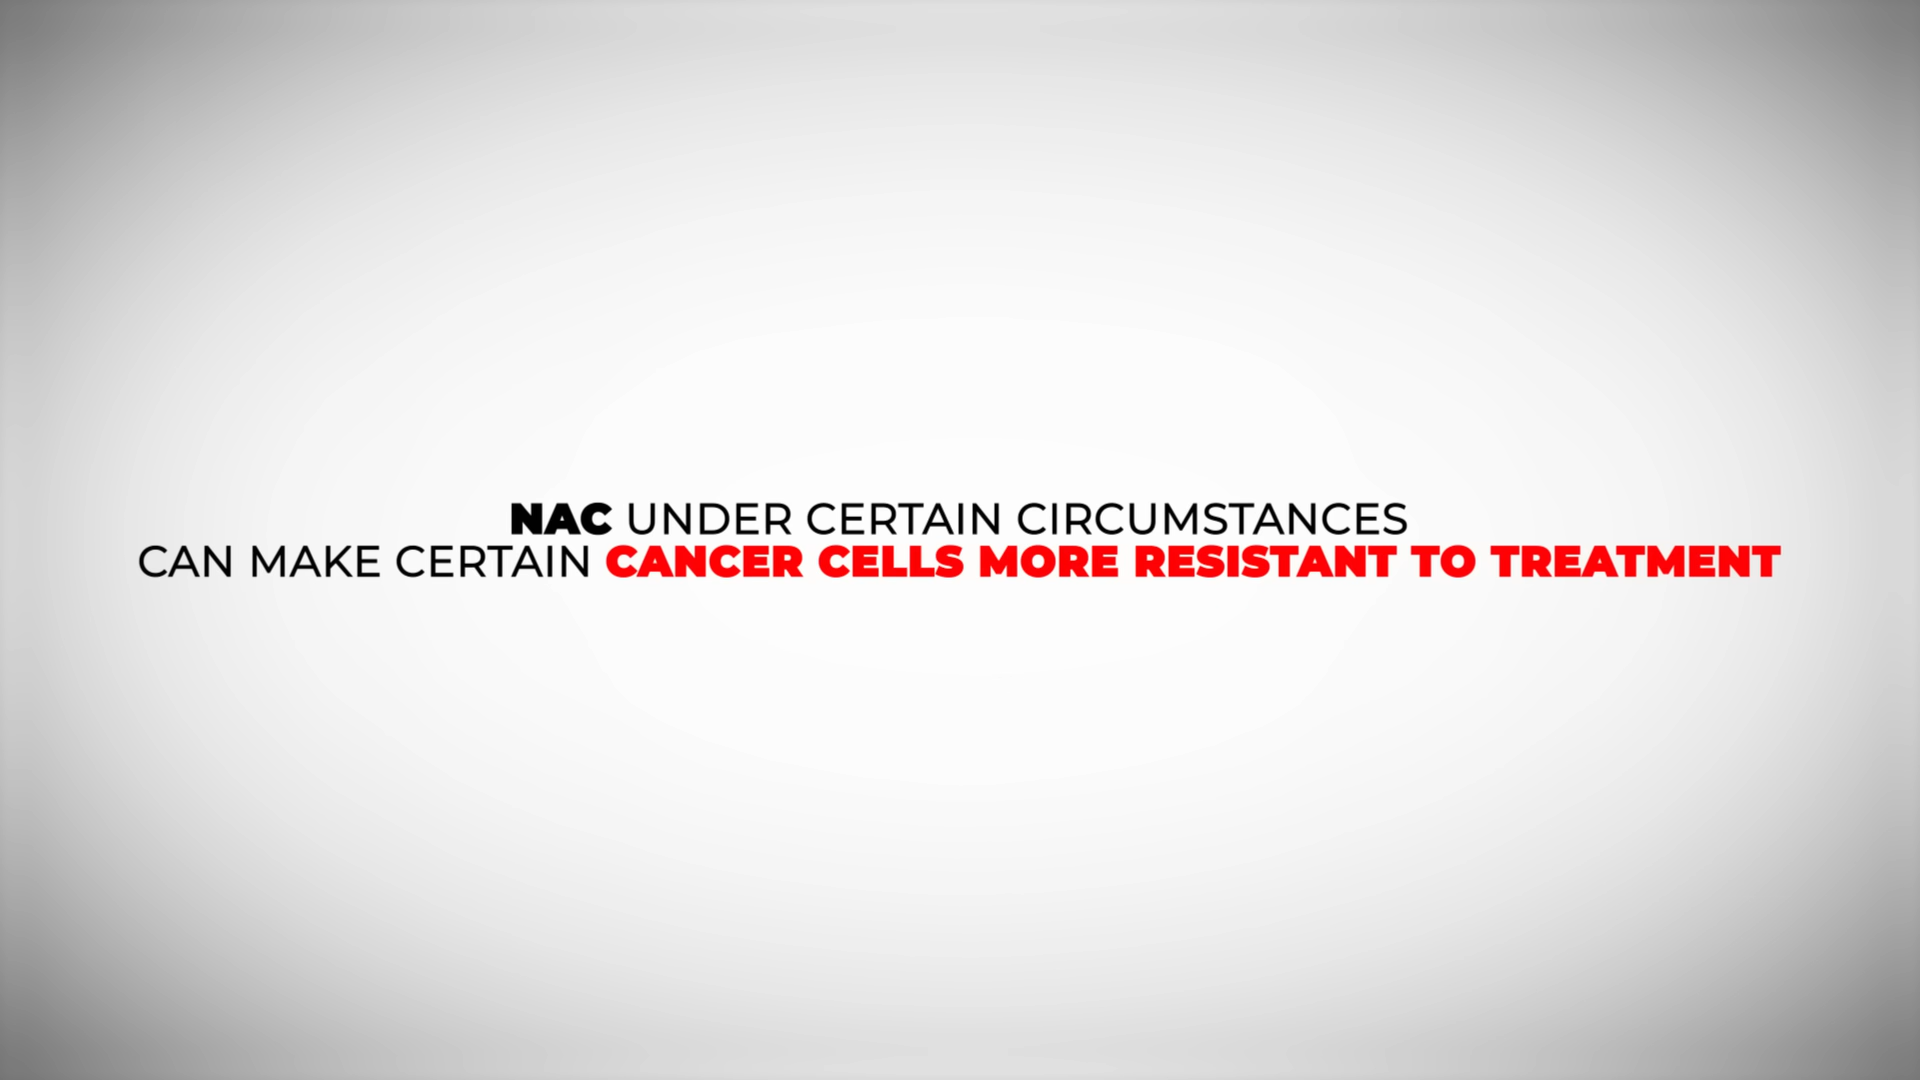 NAC UNDER CERTAIN CIRCUMSTANCES
CAN MAKE CERTAIN CANCER CELLS MORE RESISTANT TO TREATMENT